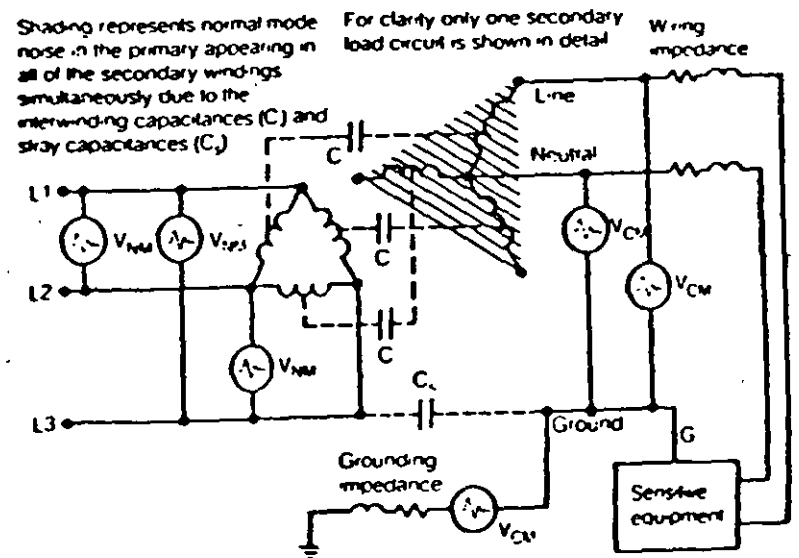 Shading represents normal mode
noise in the primary appearing in
all of the secondary windings
simultaneously due to the
interwinding capacitances (C) and
stray capacitances (Cs)
For clarity only one secondary
load circuit is shown in detail
Wiring
impedance
Line
Neutral
C
C
C
L1
L2
L3
VNM
VNM
VCM
VCM
Cs
Ground
G
Grounding
impedance
VCM
Sensitive
equipment